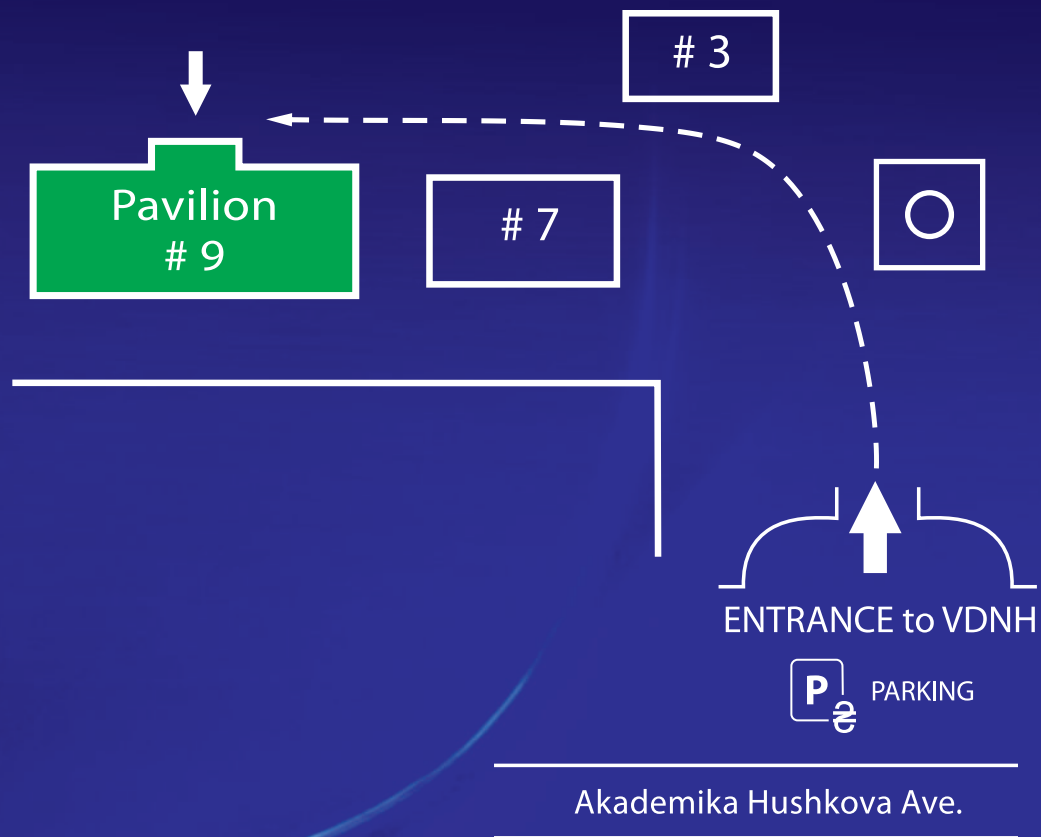 # 3
Pavilion
# 9
# 7
ENTRANCE to VDNH
P
₴
PARKING
Akademika Hushkova Ave.